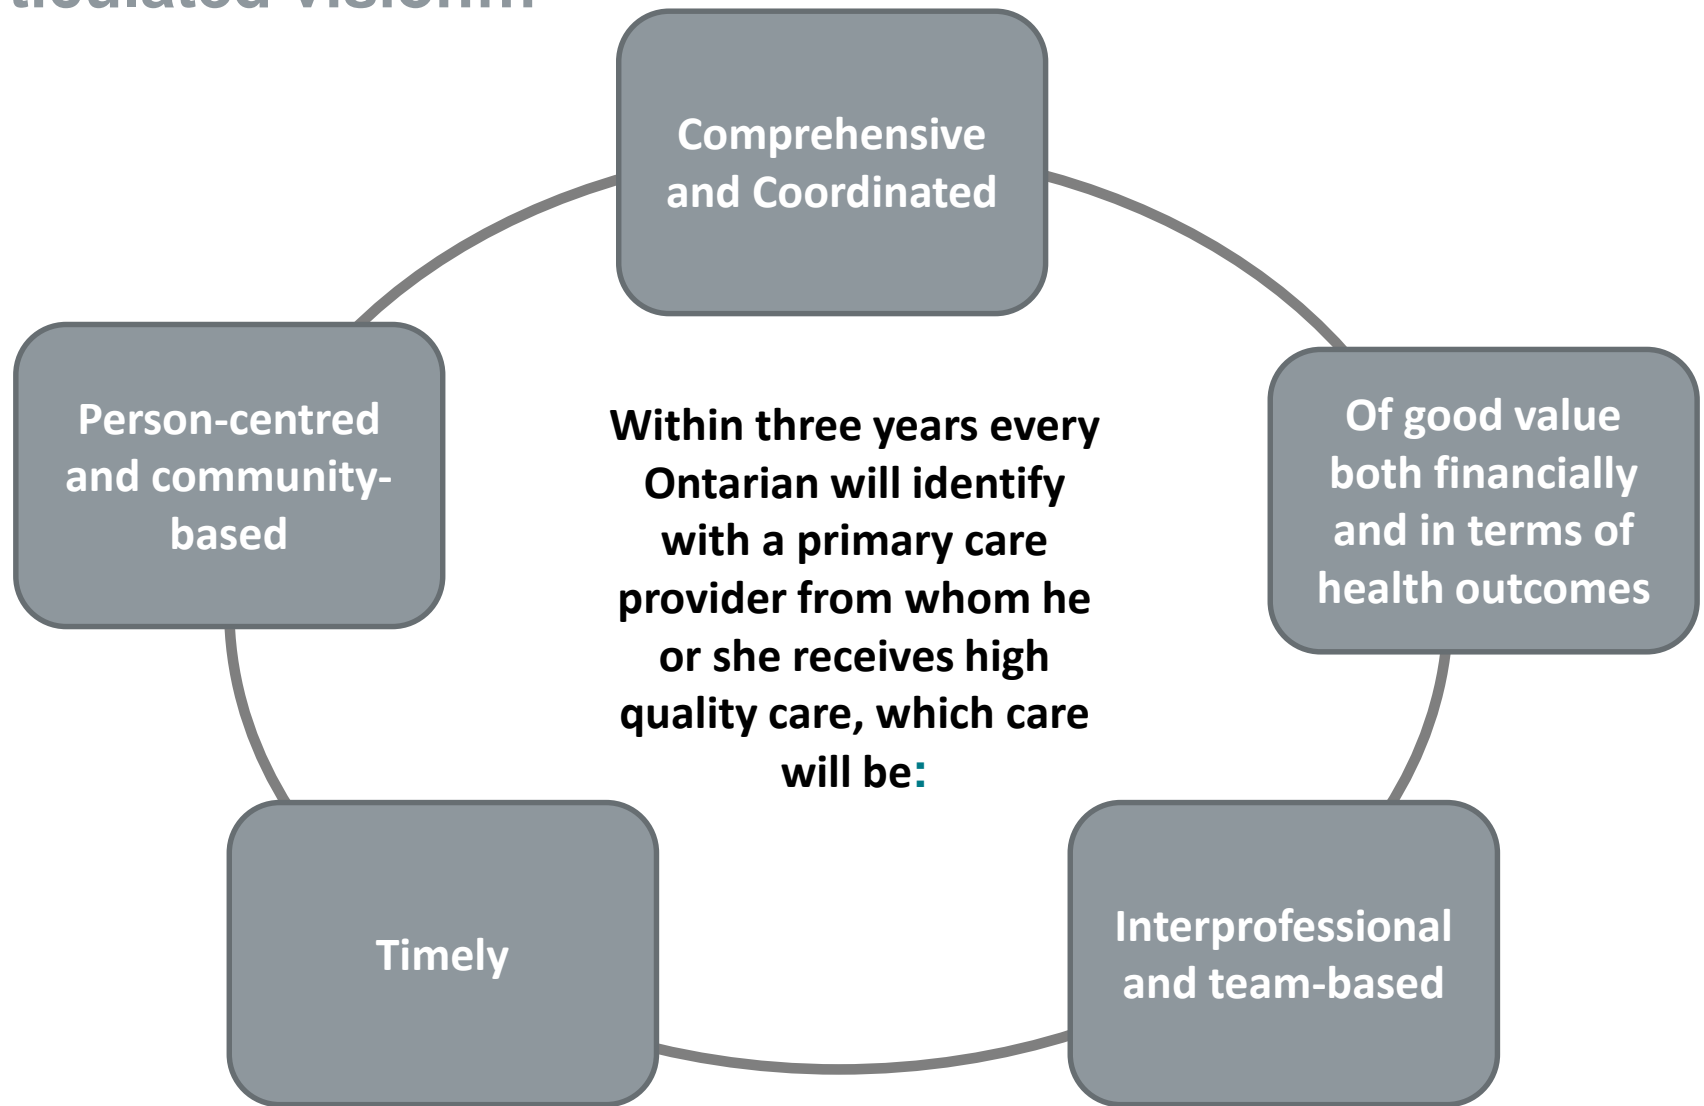 Comprehensive
and Coordinated
Person-centred
and community-
based
Within three years every
Ontarian will identify
with a primary care
provider from whom he
or she receives high
quality care, which care
will be:
Of good value
both financially
and in terms of
health outcomes
Timely
Interprofessional
and team-based